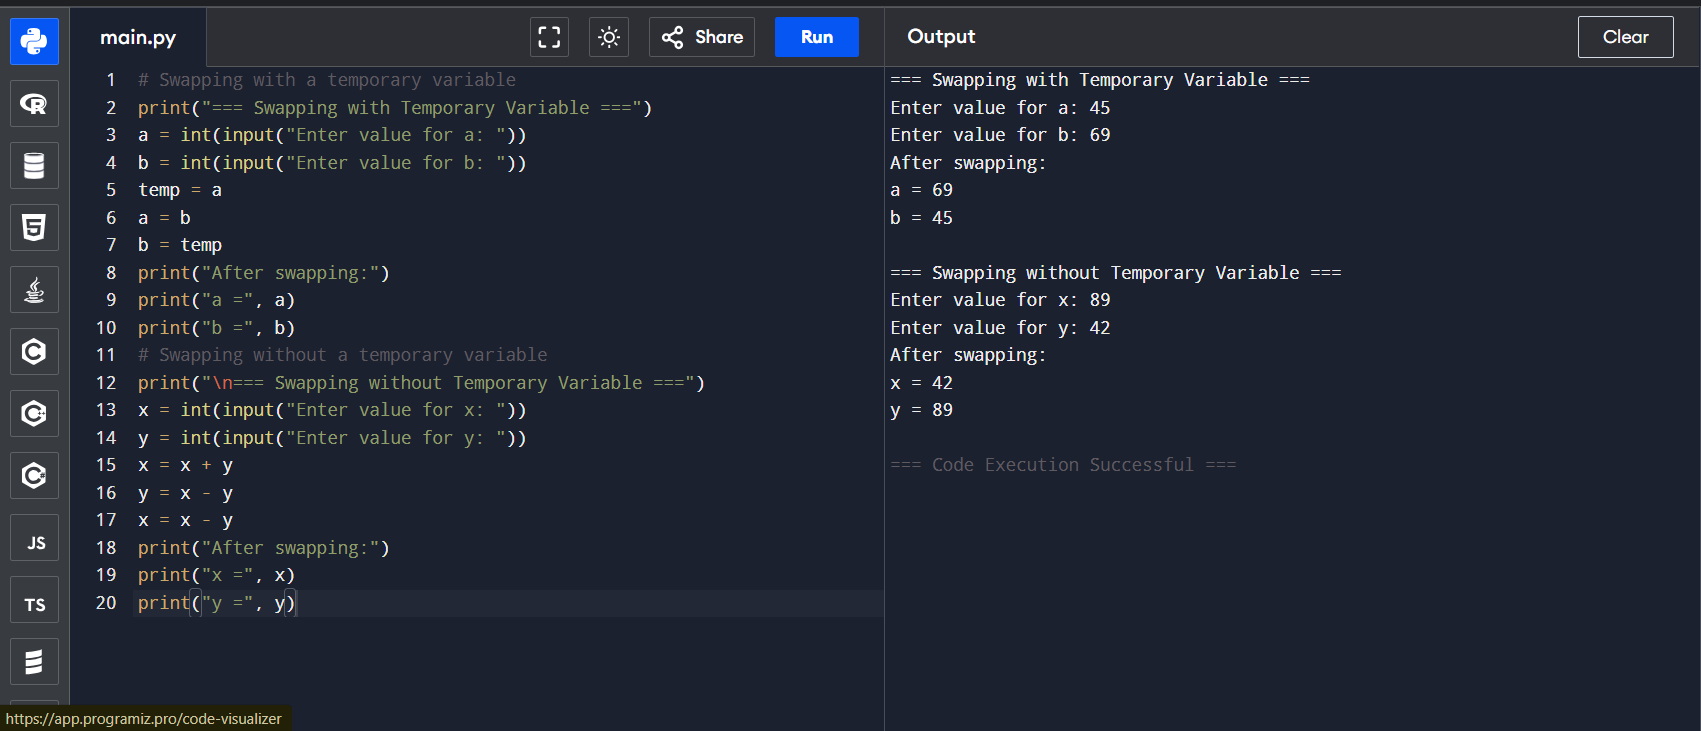 main.py
Share
Run
Output
Clear
1 # Swapping with a temporary variable
2 print("=== Swapping with Temporary Variable ===")
3 a = int(input("Enter value for a: "))
4 b = int(input("Enter value for b: "))
5 temp = a
6 a = b
7 b = temp
8 print("After swapping:")
9 print("a =", a)
10 print("b =", b)
11 # Swapping without a temporary variable
12 print("\n=== Swapping without Temporary Variable ===")
13 x = int(input("Enter value for x: "))
14 y = int(input("Enter value for y: "))
15 x = x + y
16 y = x - y
17 x = x - y
18 print("After swapping:")
19 print("x =", x)
20 print("y =", y)
=== Swapping with Temporary Variable ===
Enter value for a: 45
Enter value for b: 69
After swapping:
a = 69
b = 45
=== Swapping without Temporary Variable ===
Enter value for x: 89
Enter value for y: 42
After swapping:
x = 42
y = 89
=== Code Execution Successful ===
R
5
C
C++
C#
JS
TS
https://app.programiz.pro/code-visualizer